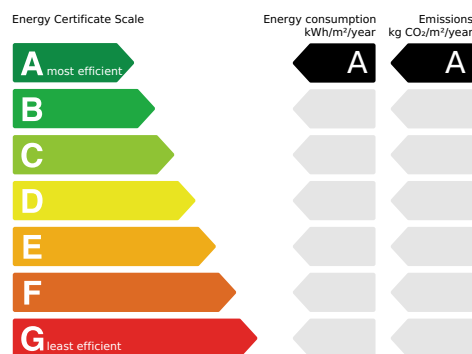 Energy Certificate Scale
Energy consumption
kWh/m²/year
Emissions
kg CO₂/m²/year
A most efficient
A
A
B
C
D
E
F
G least efficient